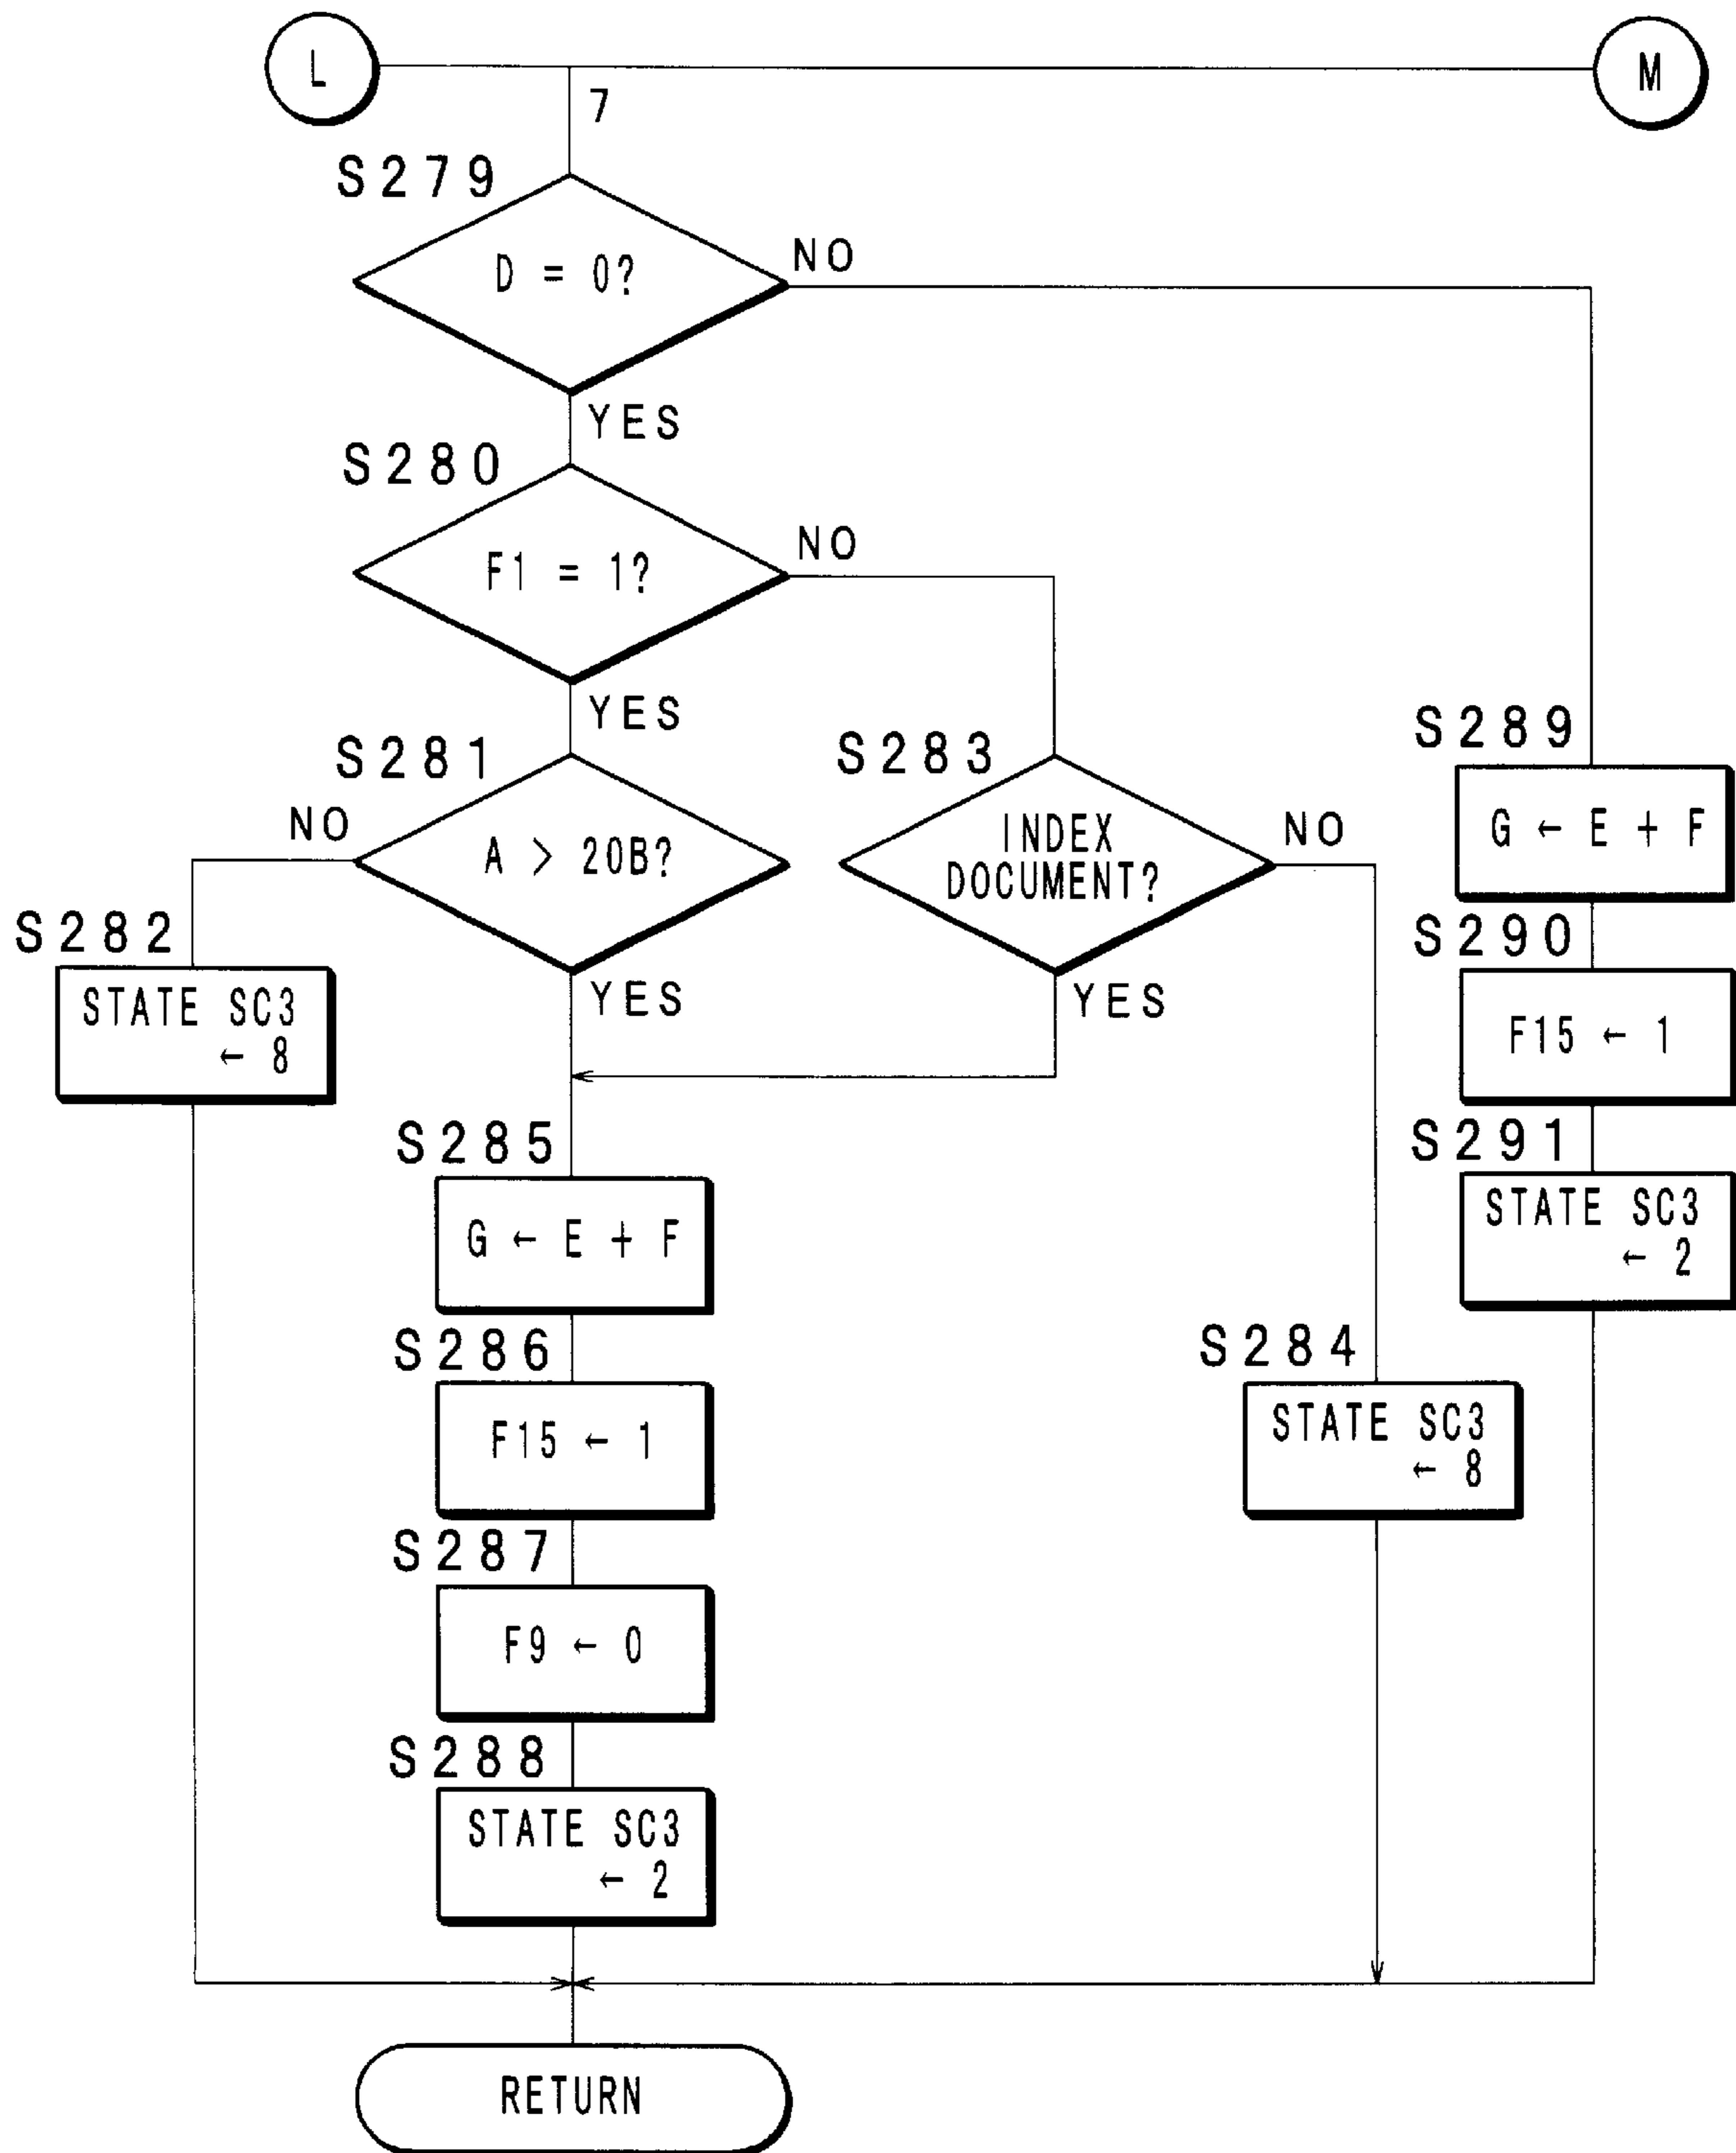 L
M
7
S279
D = 0?
NO
YES
S280
F1 = 1?
NO
YES
S281
A > 20B?
NO
YES
S283
INDEX
DOCUMENT?
NO
YES
S289
G ← E + F
S282
STATE SC3
← 8
S290
F15 ← 1
S291
STATE SC3
← 2
S285
G ← E + F
S286
F15 ← 1
S284
STATE SC3
← 8
S287
F9 ← 0
S288
STATE SC3
← 2
RETURN